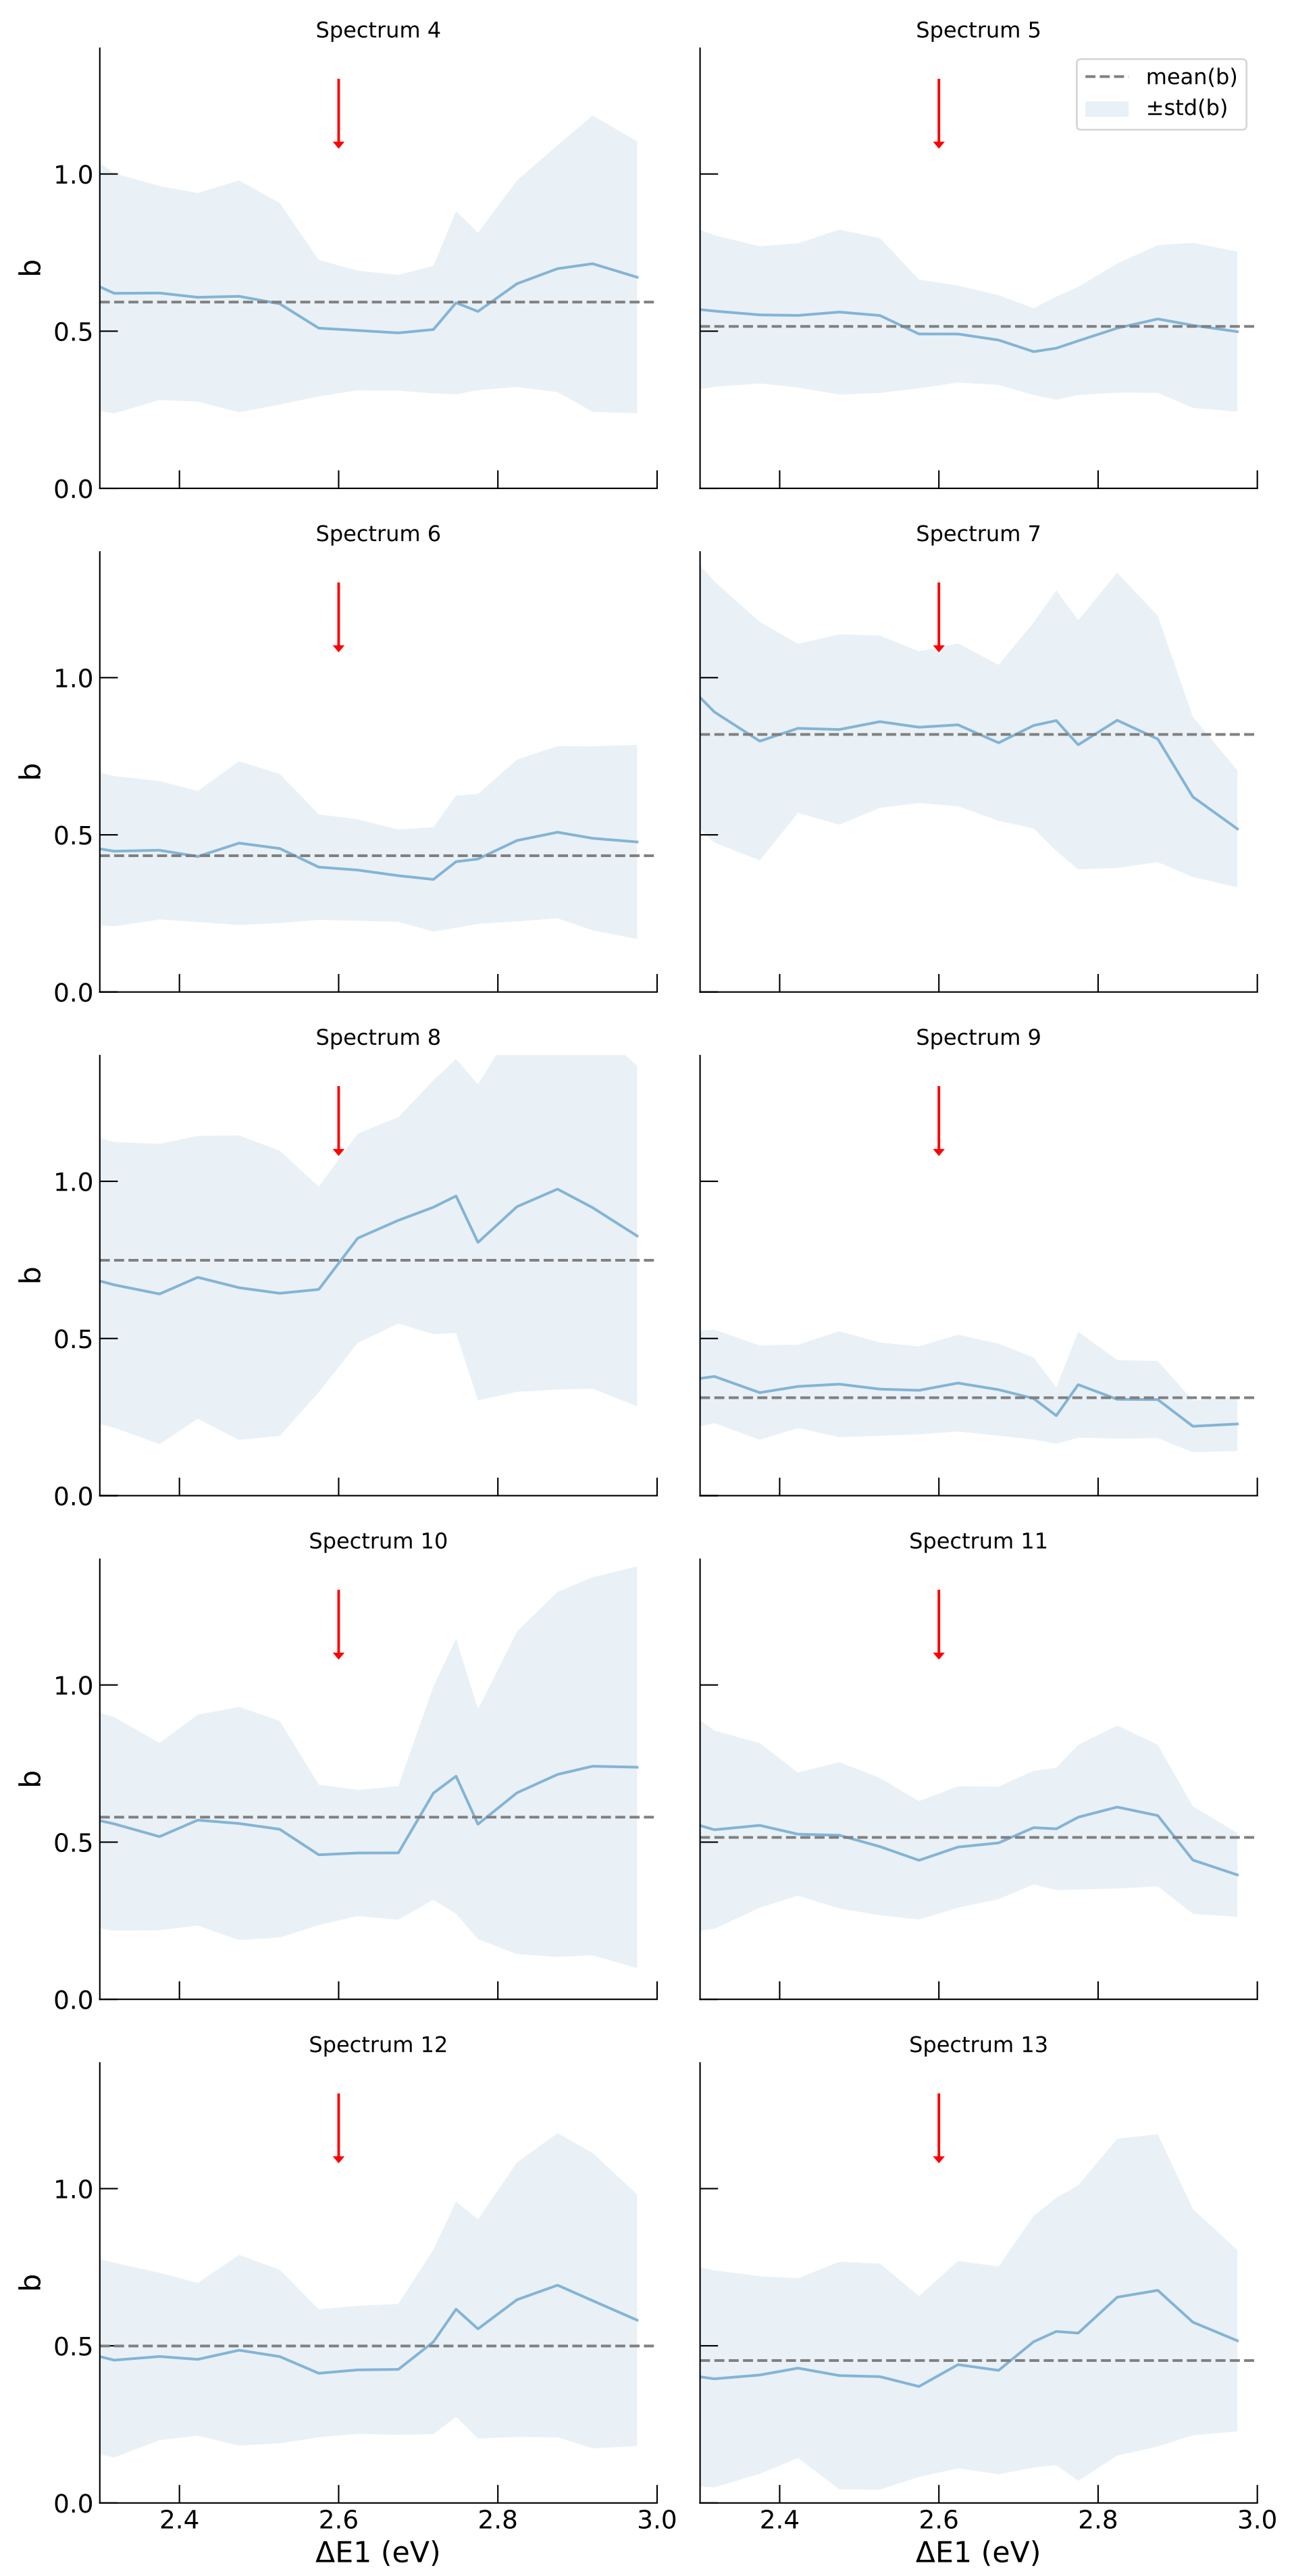 Spectrum 4
Spectrum 5
mean(b)
±std(b)
1.0
0.5
0.0
b
Spectrum 6
Spectrum 7
1.0
0.5
0.0
b
Spectrum 8
Spectrum 9
1.0
0.5
0.0
b
Spectrum 10
Spectrum 11
1.0
0.5
0.0
b
Spectrum 12
Spectrum 13
1.0
0.5
0.0
b
2.4 2.6 2.8 3.0
2.4 2.6 2.8 3.0
ΔE1 (eV)
ΔE1 (eV)